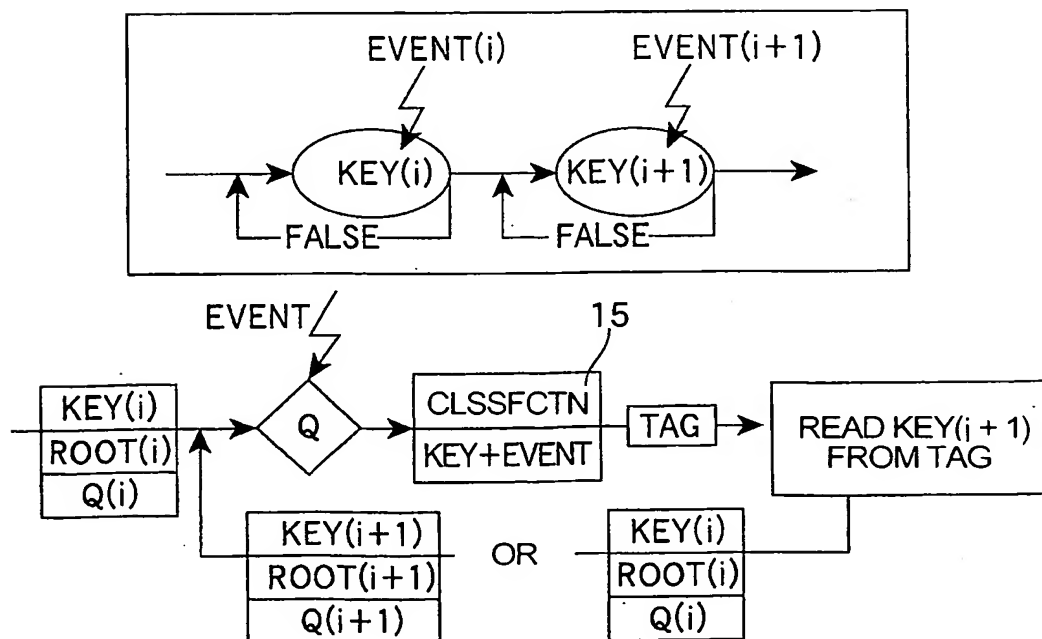 EVENT(i)
EVENT(i+1)
KEY(i)
KEY(i+1)
FALSE
FALSE
EVENT
15
KEY(i)
ROOT(i)
Q(i)
Q
CLSSFCTN
KEY+EVENT
TAG
READ KEY(i+1)
FROM TAG
KEY(i+1)
ROOT(i+1)
Q(i+1)
OR
KEY(i)
ROOT(i)
Q(i)